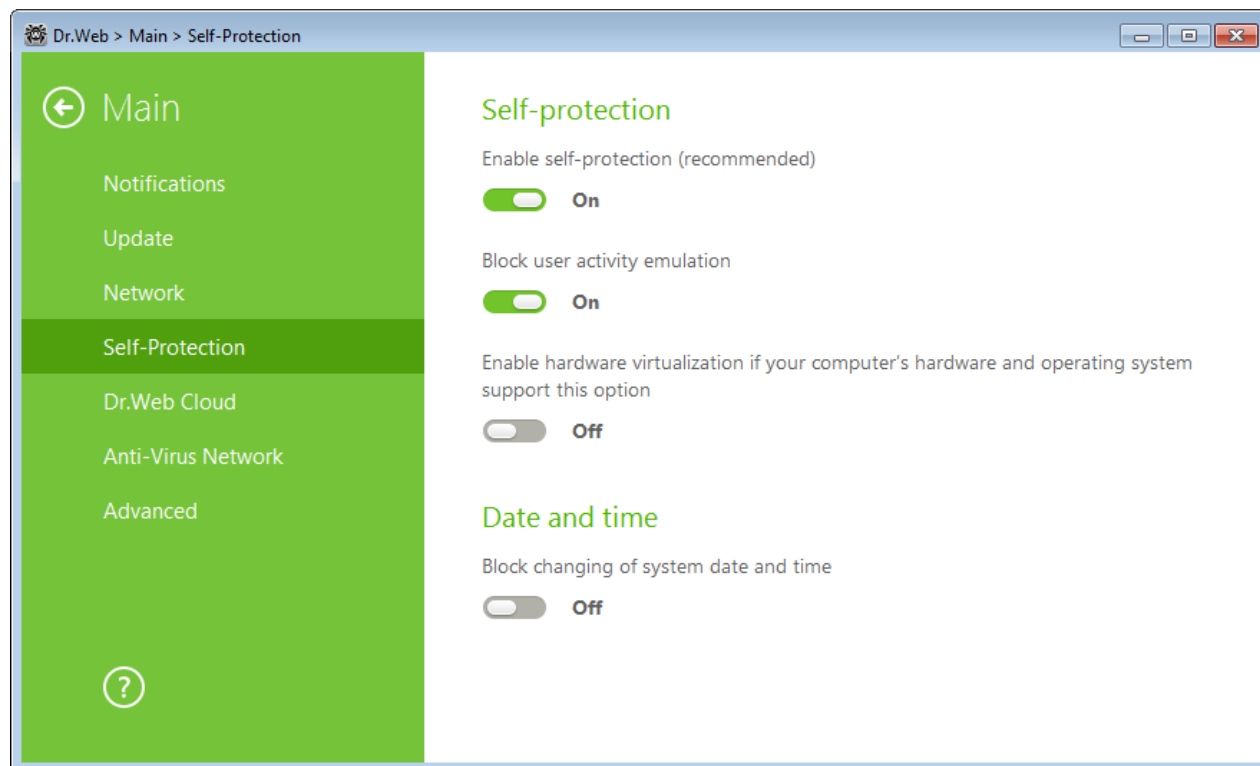 Dr.Web > Main > Self-Protection
Main
Notifications
Update
Network
Self-Protection
Dr.Web Cloud
Anti-Virus Network
Advanced
?
Self-protection
Enable self-protection (recommended)
On
Block user activity emulation
On
Enable hardware virtualization if your computer's hardware and operating system
support this option
Off
Date and time
Block changing of system date and time
Off